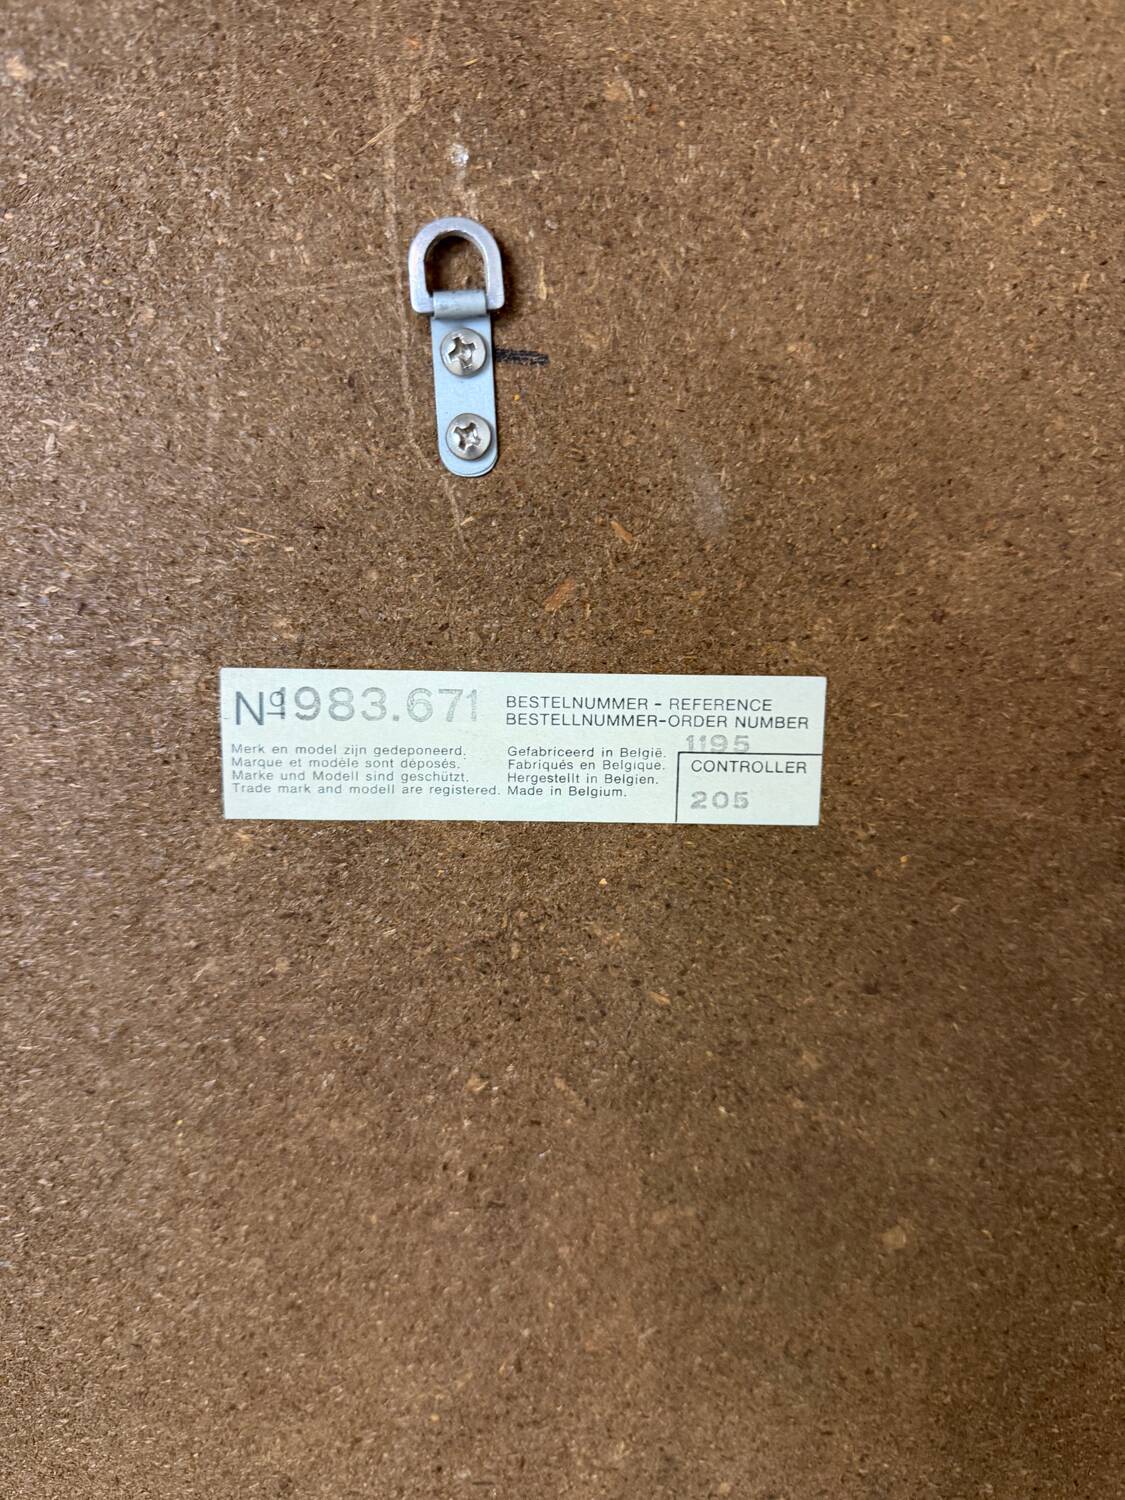 Nº 1983.671
BESTELNUMMER - REFERENCE
BESTELLNUMMER-ORDER NUMBER
1195
Merk en model zijn gedeponeerd.
Marque et modèle sont déposés.
Marke und Modell sind geschützt.
Trade mark and modell are registered.
Gefabriceerd in België.
Fabriqués en Belgique.
Hergestellt in Belgien.
Made in Belgium.
CONTROLLER
205